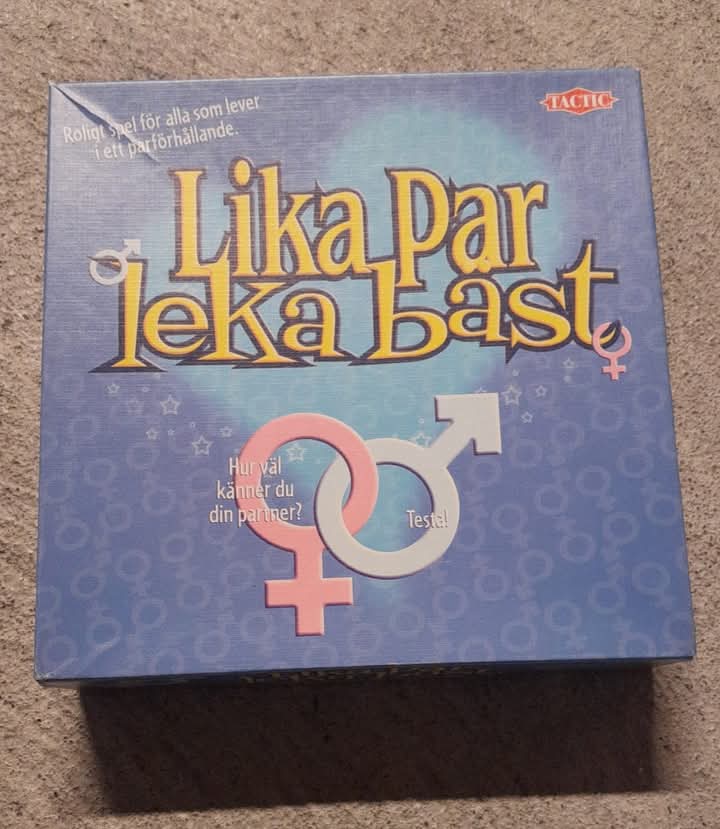 Roligt spel för alla som lever
i ett parförhållande.
TACTIC
Lika Par
leka bäst
Hur väl
känner du
din partner?
Testa!